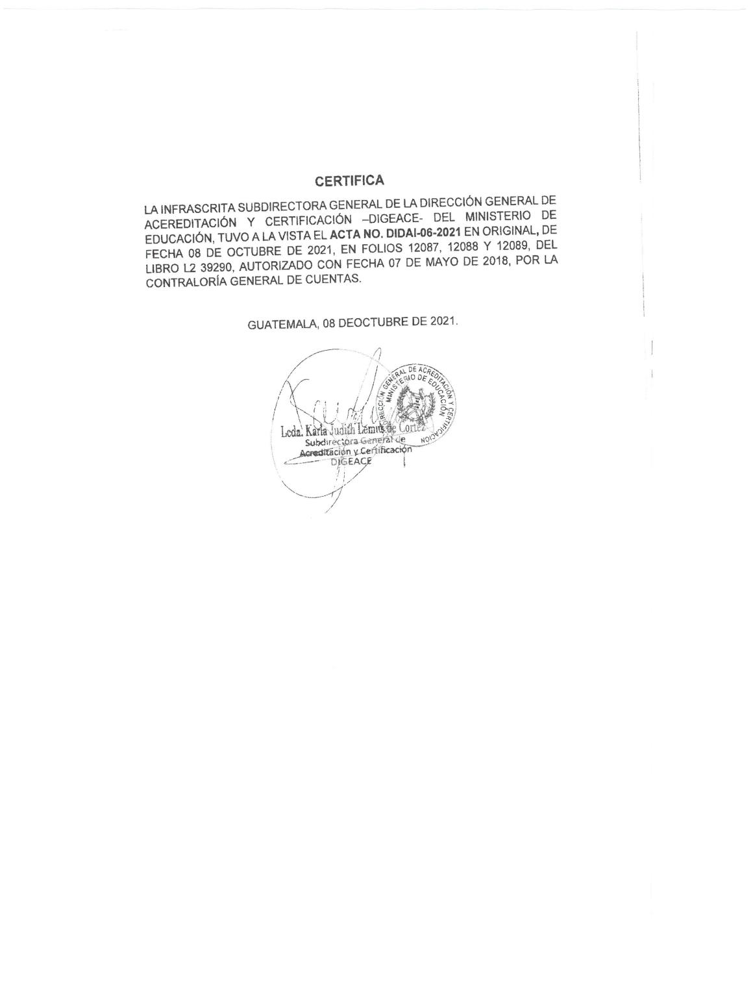 CERTIFICA
LA INFRASCRITA SUBDIRECTORA GENERAL DE LA DIRECCIÓN GENERAL DE
ACEREDITACIÓN Y CERTIFICACIÓN –DIGEACE- DEL MINISTERIO DE
EDUCACIÓN, TUVO A LA VISTA EL ACTA NO. DIDAI-06-2021 EN ORIGINAL, DE
FECHA 08 DE OCTUBRE DE 2021, EN FOLIOS 12087, 12088 Y 12089, DEL
LIBRO L2 39290, AUTORIZADO CON FECHA 07 DE MAYO DE 2018, POR LA
CONTRALORÍA GENERAL DE CUENTAS.
GUATEMALA, 08 DEOCTUBRE DE 2021.
DIRECCIÓN GENERAL DE ACREDITACIÓN Y CERTIFICACIÓN
MINISTERIO DE EDUCACIÓN
Lcda. Karla Judith Lemus de Cortez
Subdirectora General de
Acreditación y Certificación
DIGEACE